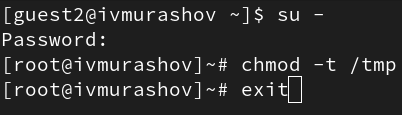 [guest2@ivmurashov ~]$ su -
Password:
[root@ivmurashov]~# chmod -t /tmp
[root@ivmurashov]~# exit